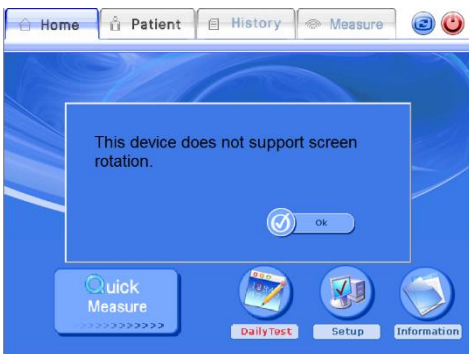 Home Patient History Measure
This device does not support screen
rotation.
Ok
Quick
Measure
>>>>>>>>>>>>
DailyTest Setup Information